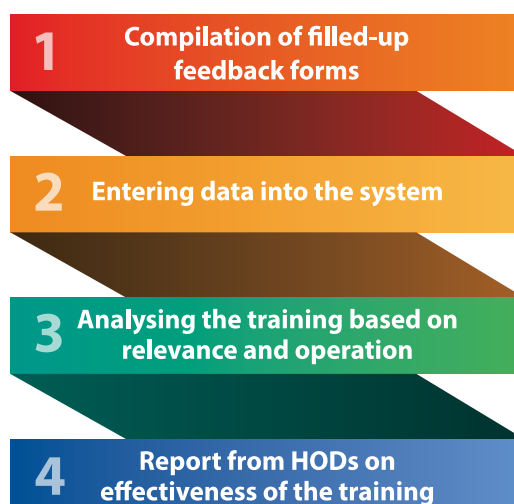 1
Compilation of filled-up
feedback forms
2
Entering data into the system
3
Analysing the training based on
relevance and operation
4
Report from HODs on
effectiveness of the training